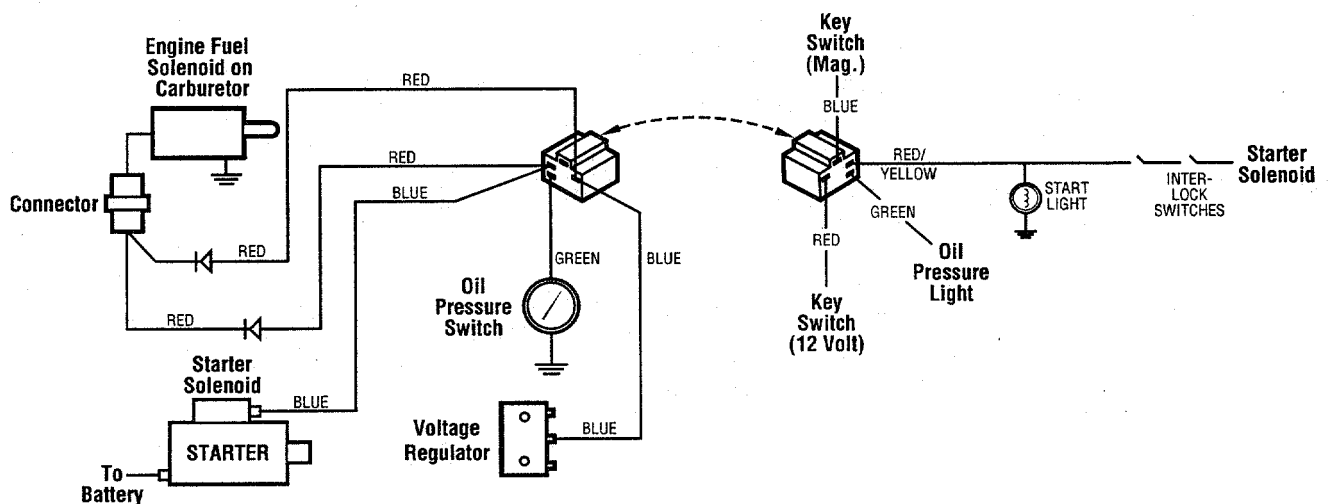 Engine Fuel
Solenoid on
Carburetor
RED
Connector
RED
BLUE
RED
RED
GREEN
BLUE
Oil
Pressure
Switch
Starter
Solenoid
BLUE
STARTER
To
Battery
Voltage
Regulator
BLUE
Key
Switch
(Mag.)
BLUE
RED/
YELLOW
START
LIGHT
INTER-
LOCK
SWITCHES
Starter
Solenoid
GREEN
RED
Oil
Pressure
Light
Key
Switch
(12 Volt)